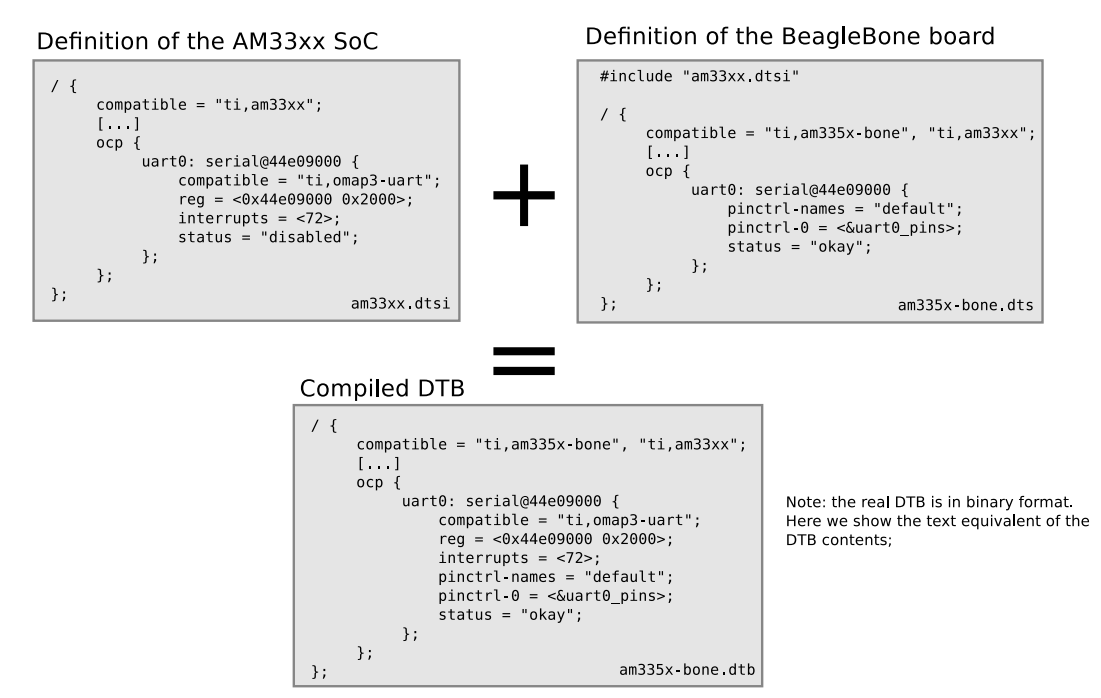 Definition of the AM33xx SoC
/ {
compatible = "ti,am33xx";
[...]
ocp {
uart0: serial@44e09000 {
compatible = "ti,omap3-uart";
reg = <0x44e09000 0x2000>;
interrupts = <72>;
status = "disabled";
};
};
};
am33xx.dtsi
+
Definition of the BeagleBone board
#include "am33xx.dtsi"
/ {
compatible = "ti,am335x-bone", "ti,am33xx";
[...]
ocp {
uart0: serial@44e09000 {
pinctrl-names = "default";
pinctrl-0 = <&uart0_pins>;
status = "okay";
};
};
};
am335x-bone.dts
=
Compiled DTB
/ {
compatible = "ti,am335x-bone", "ti,am33xx";
[...]
ocp {
uart0: serial@44e09000 {
compatible = "ti,omap3-uart";
reg = <0x44e09000 0x2000>;
interrupts = <72>;
pinctrl-names = "default";
pinctrl-0 = <&uart0_pins>;
status = "okay";
};
};
};
am335x-bone.dtb
Note: the real DTB is in binary format.
Here we show the text equivalent of the
DTB contents;